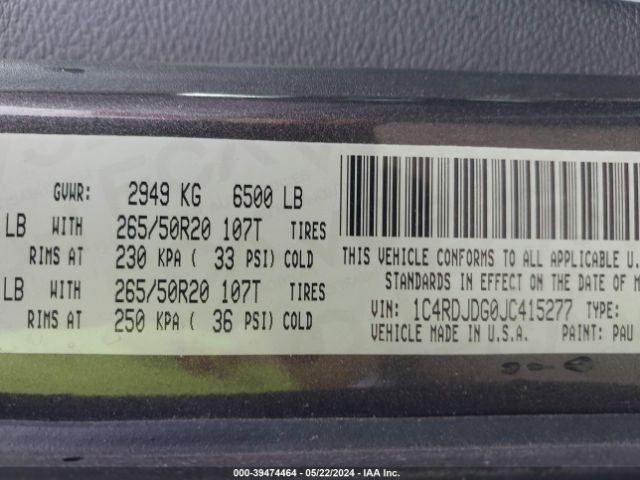 GVWR: 2949 KG 6500 LB
LB WITH 265/50R20 107T TIRES
RIMS AT 230 KPA ( 33 PSI) COLD
LB WITH 265/50R20 107T TIRES
RIMS AT 250 KPA ( 36 PSI) COLD
THIS VEHICLE CONFORMS TO ALL APPLICABLE U.
STANDARDS IN EFFECT ON THE DATE OF M
VIN: 1C4RDJDG0JC415277 TYPE:
VEHICLE MADE IN U.S.A. PAINT: PAU
000-39474464 - 05/22/2024 - IAA Inc.